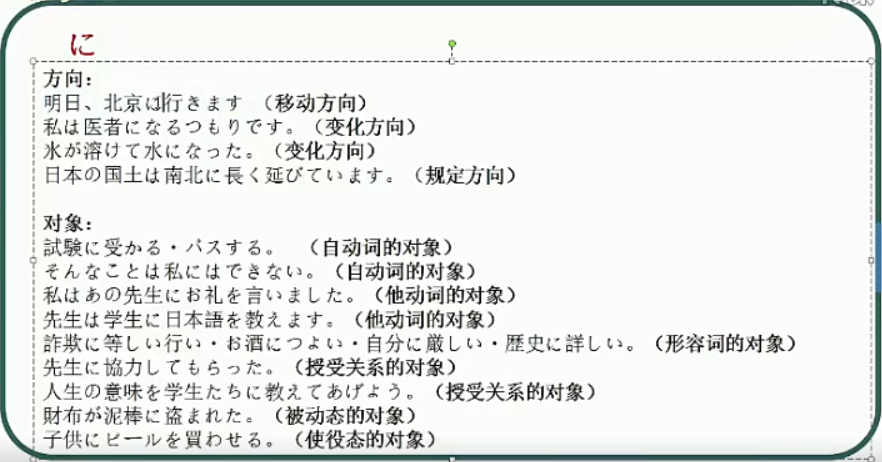 に
方向：
明日、北京に行きます （移动方向）
私は医者になるつもりです。（变化方向）
氷が溶けて水になった。（变化方向）
日本の国土は南北に長く延びています。（规定方向）
对象：
試験に受かる・パスする。 （自动词的对象）
そんなことは私にはできない。（自动词的对象）
私はあの先生にお礼を言いました。（他动词的对象）
先生は学生に日本語を教えます。（他动词的对象）
詐欺に等しい行い・お酒につよい・自分に厳しい・歴史に詳しい。（形容词的对象）
先生に協力してもらった。（授受关系的对象）
人生の意味を学生たちに教えてあげよう。（授受关系的对象）
財布が泥棒に盗まれた。（被动态的对象）
子供にビールを買わせる。（使役态的对象）